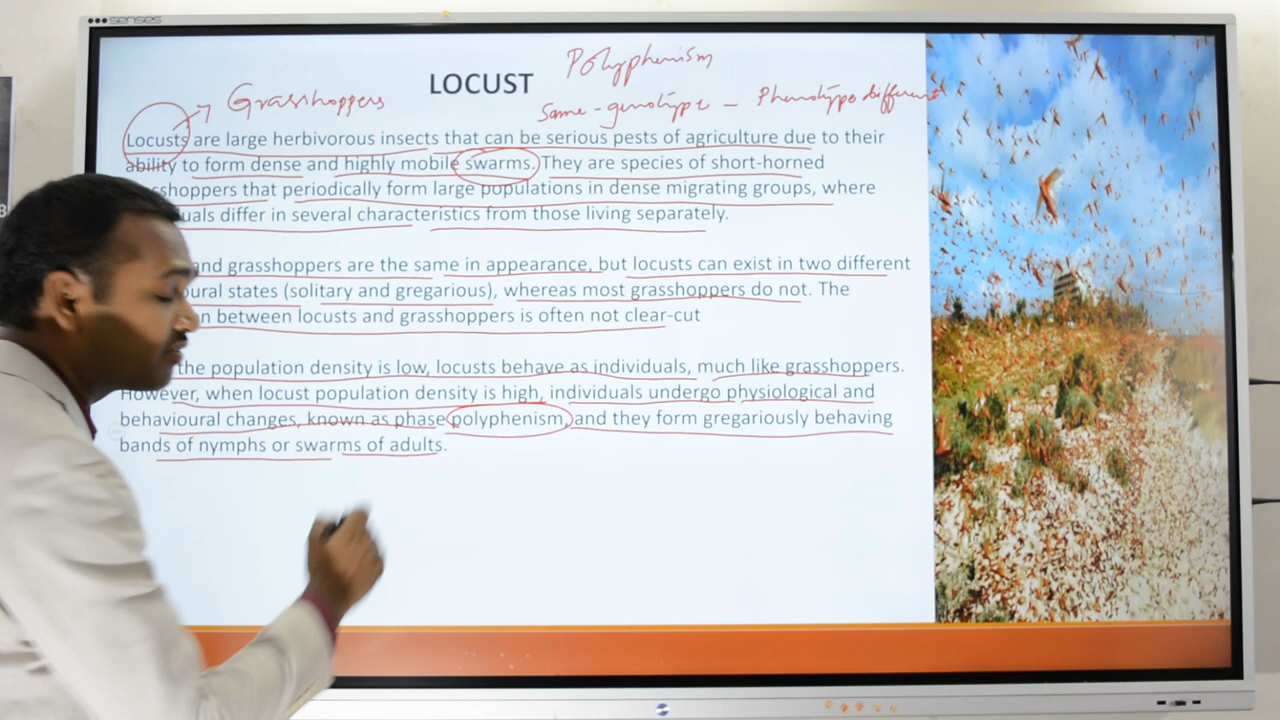 senses
Polyphenism
LOCUST
Grasshoppers
Same-genotype - Phenotype different
Locusts are large herbivorous insects that can be serious pests of agriculture due to their
ability to form dense and highly mobile swarms. They are species of short-horned
sshoppers that periodically form large populations in dense migrating groups, where
uals differ in several characteristics from those living separately.
nd grasshoppers are the same in appearance, but locusts can exist in two different
oural states (solitary and gregarious), whereas most grasshoppers do not. The
n between locusts and grasshoppers is often not clear-cut
the population density is low, locusts behave as individuals, much like grasshoppers.
However, when locust population density is high, individuals undergo physiological and
behavioural changes, known as phase polyphenism, and they form gregariously behaving
bands of nymphs or swarms of adults.